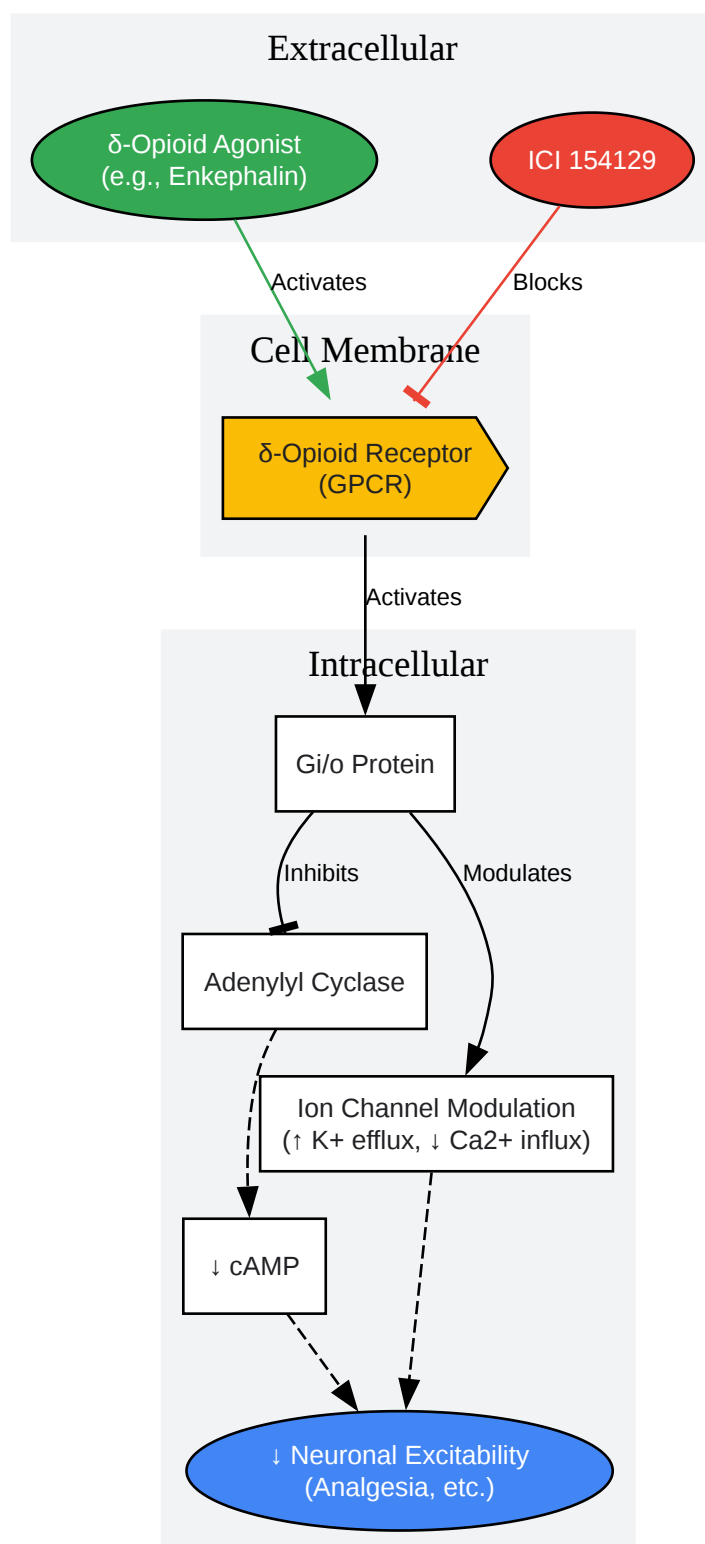 Extracellular
δ-Opioid Agonist
(e.g., Enkephalin)
ICI 154129
Activates
Blocks
Cell Membrane
δ-Opioid Receptor
(GPCR)
Activates
Intracellular
Gi/o Protein
Inhibits
Modulates
Adenylyl Cyclase
Ion Channel Modulation
(↑ K+ efflux, ↓ Ca2+ influx)
↓ cAMP
↓ Neuronal Excitability
(Analgesia, etc.)